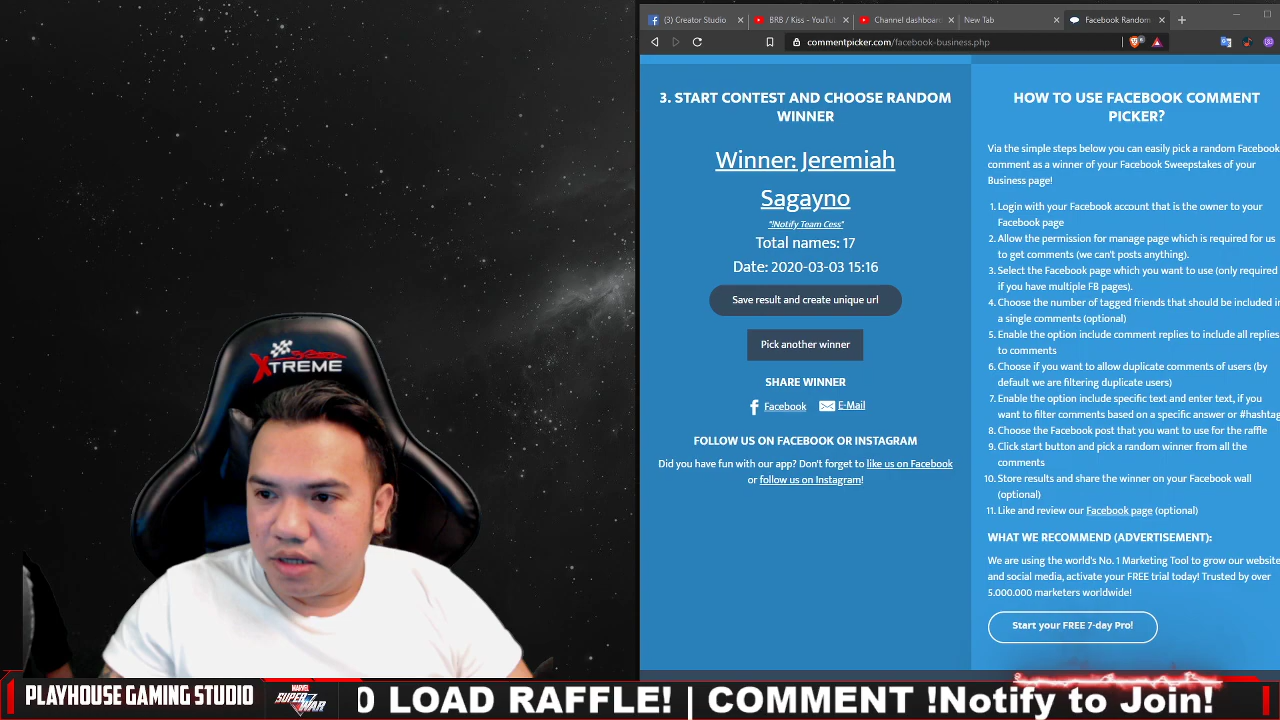 (3) Creator Studio
BRB / Kiss - YouTu
Channel dashboar
New Tab
Facebook Random
commentpicker.com/facebook-business.php
3. START CONTEST AND CHOOSE RANDOM
WINNER
Winner: Jeremiah
Sagayno
"!Notify Team Cess"
Total names: 17
Date: 2020-03-03 15:16
Save result and create unique url
Pick another winner
SHARE WINNER
Facebook
E-Mail
FOLLOW US ON FACEBOOK OR INSTAGRAM
Did you have fun with our app? Don't forget to like us on Facebook
or follow us on Instagram!
HOW TO USE FACEBOOK COMMENT
PICKER?
Via the simple steps below you can easily pick a random Facebook
comment as a winner of your Facebook Sweepstakes of your
Business page!
1. Login with your Facebook account that is the owner to your
Facebook page
2. Allow the permission for manage page which is required for us
to get comments (we can't posts anything).
3. Select the Facebook page which you want to use (only required
if you have multiple FB pages).
4. Choose the number of tagged friends that should be included in
a single comments (optional)
5. Enable the option include comment replies to include all replies
to comments
6. Choose if you want to allow duplicate comments of users (by
default we are filtering duplicate users)
7. Enable the option include specific text and enter text, if you
want to filter comments based on a specific answer or #hashtag
8. Choose the Facebook post that you want to use for the raffle
9. Click start button and pick a random winner from all the
comments
10. Store results and share the winner on your Facebook wall
(optional)
11. Like and review our Facebook page (optional)
WHAT WE RECOMMEND (ADVERTISEMENT):
We are using the world's No. 1 Marketing Tool to grow our website
and social media, activate your FREE trial today! Trusted by over
5.000.000 marketers worldwide!
Start your FREE 7-day Pro!
XTREME
PLAYHOUSE GAMING STUDIO
MARVEL
SUPER WAR
0 LOAD RAFFLE! | COMMENT !Notify to Join!